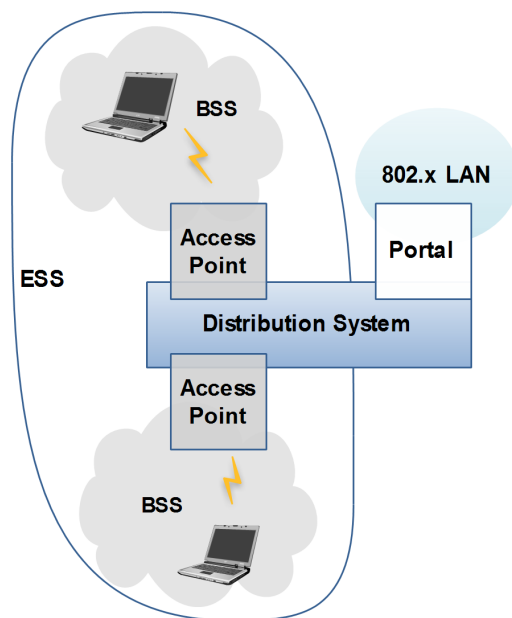 BSS
802.x LAN
Access
Point
Portal
ESS
Distribution System
Access
Point
BSS